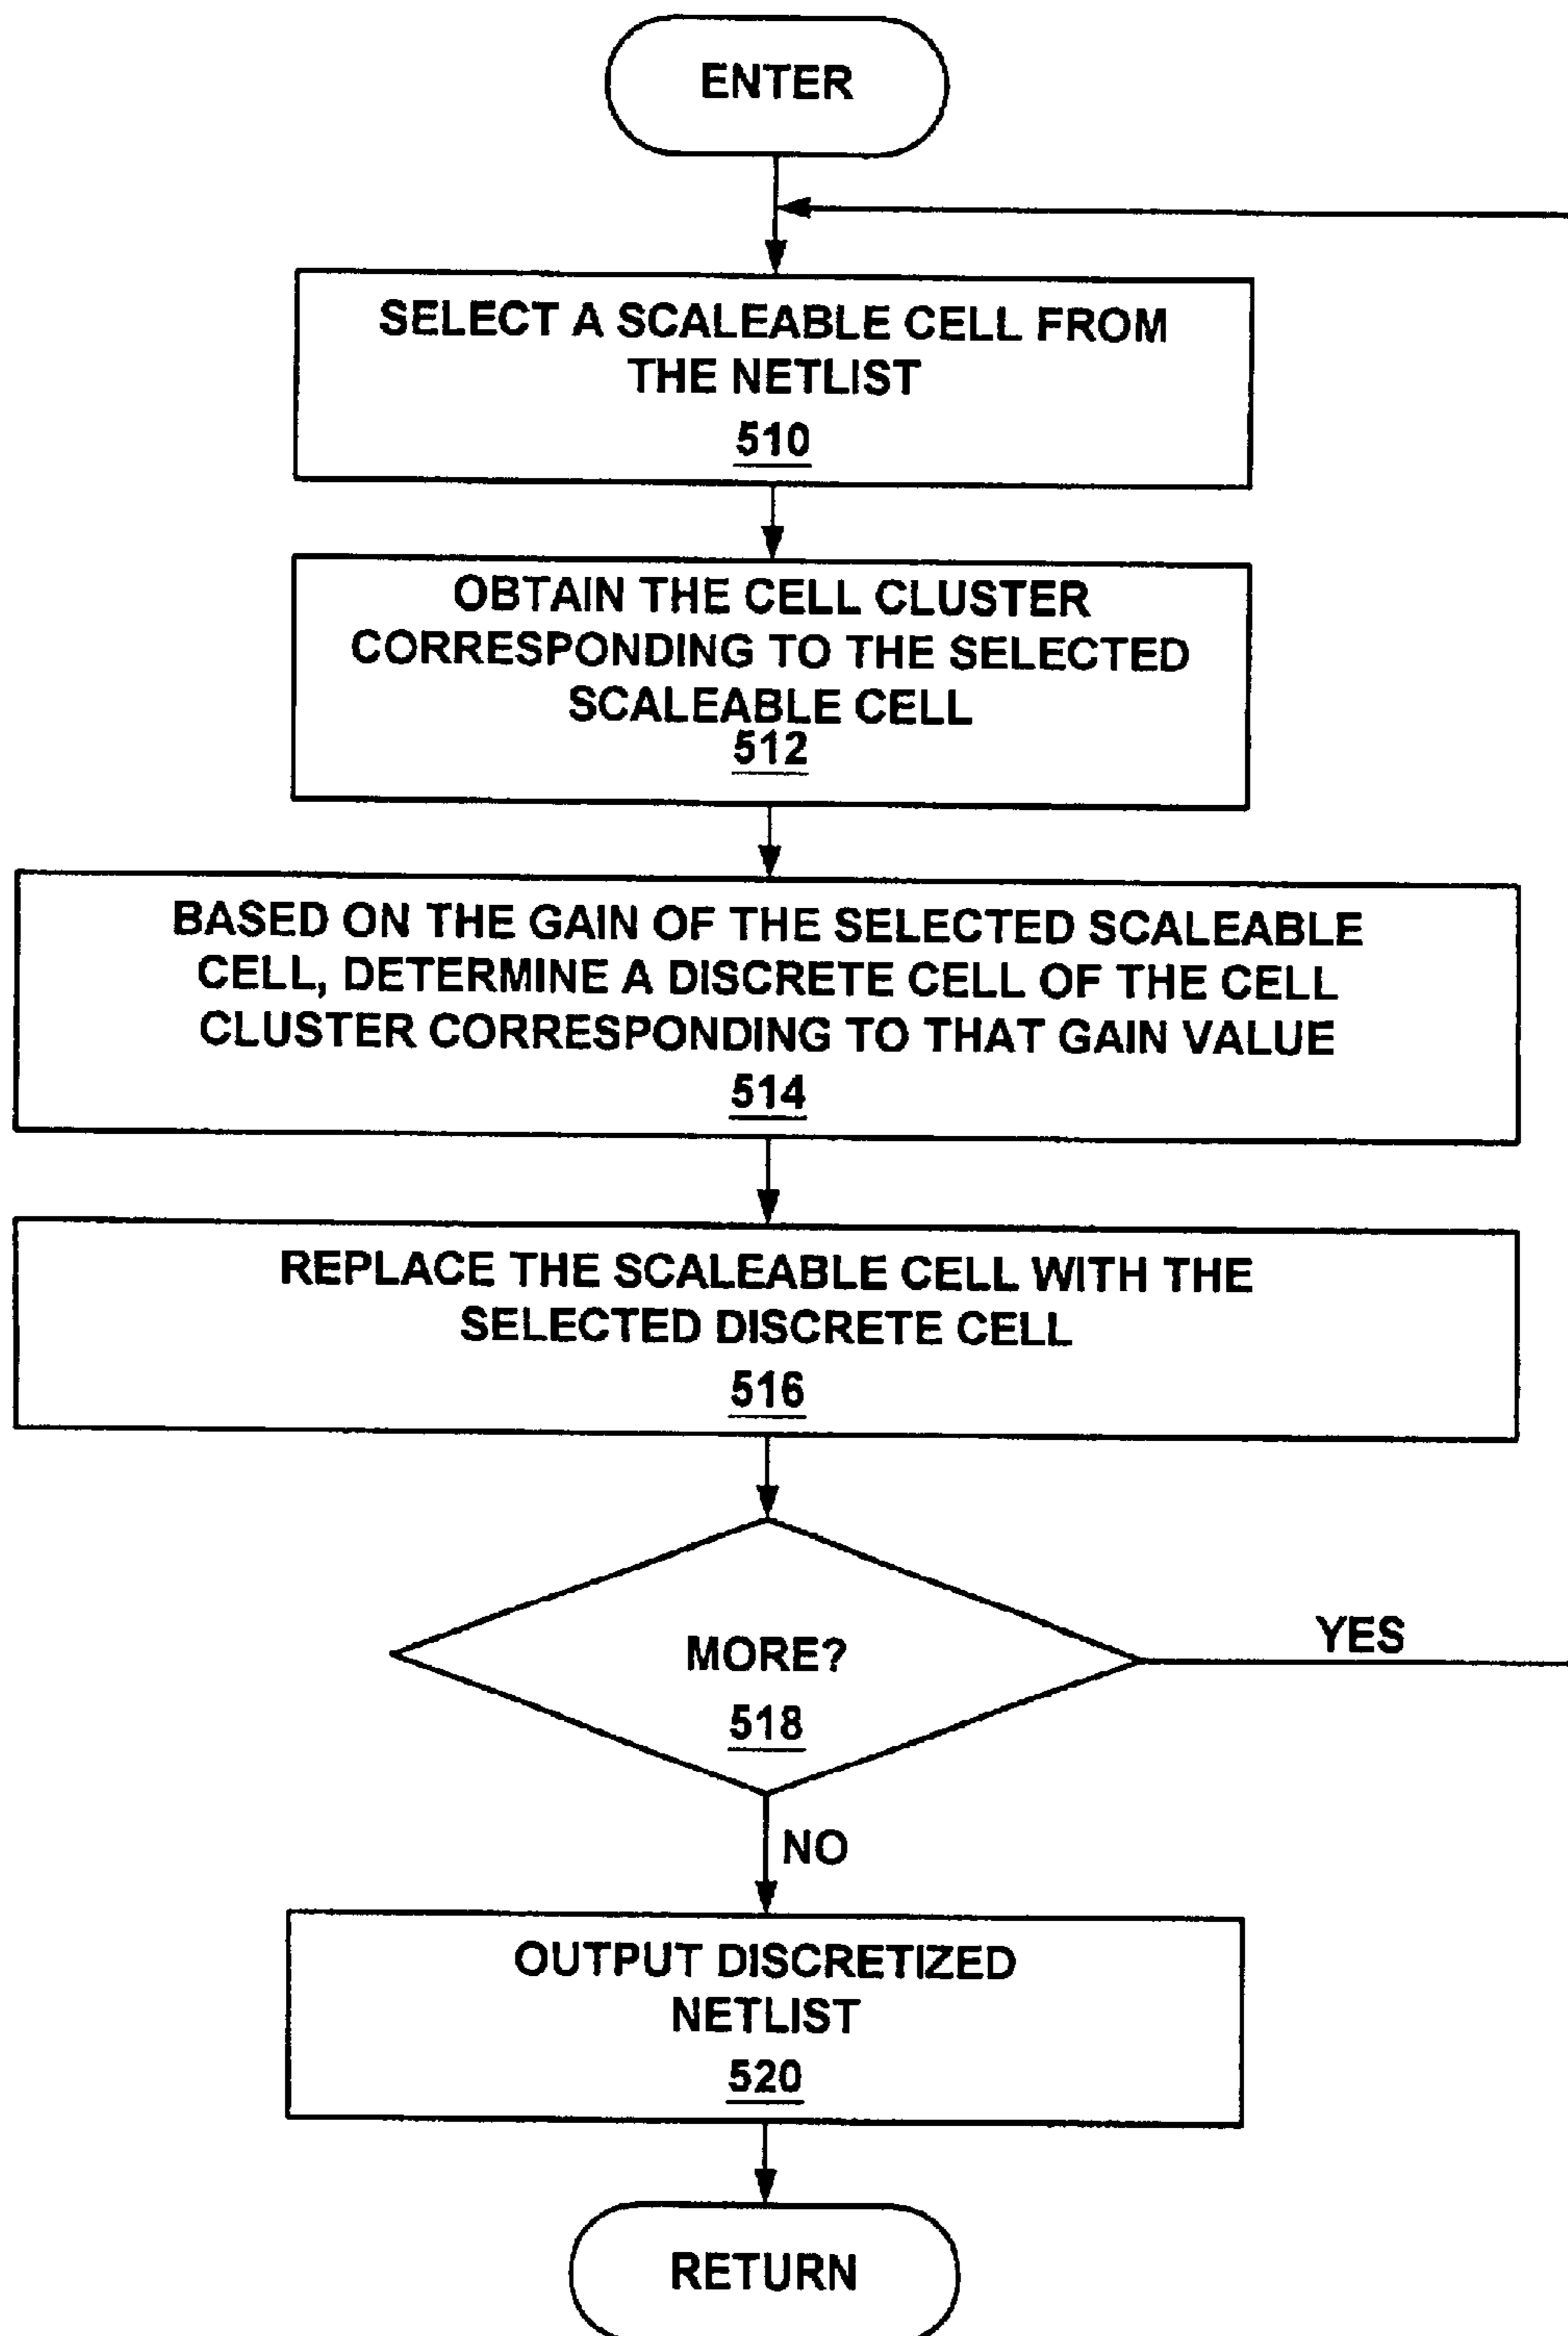 ENTER
SELECT A SCALEABLE CELL FROM
THE NETLIST
510
OBTAIN THE CELL CLUSTER
CORRESPONDING TO THE SELECTED
SCALEABLE CELL
512
BASED ON THE GAIN OF THE SELECTED SCALEABLE
CELL, DETERMINE A DISCRETE CELL OF THE CELL
CLUSTER CORRESPONDING TO THAT GAIN VALUE
514
REPLACE THE SCALEABLE CELL WITH THE
SELECTED DISCRETE CELL
516
MORE?
518
YES
NO
OUTPUT DISCRETIZED
NETLIST
520
RETURN